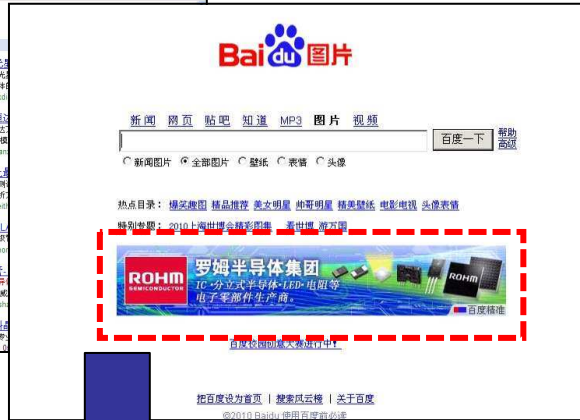 Bai du 图片
新闻 网页 贴吧 知道 MP3 图片 视频
百度一下 帮助
高级
新闻图片 全部图片 壁纸 表情 头像
热点目录： 爆笑趣图 精品推荐 美女明星 帅哥明星 精美壁纸 电影电视 头像表情
特别专题： 2010上海世博会精彩图集 看世博 游万国
ROHM
SEMICONDUCTOR
罗姆半导体集团
IC·分立式半导体·LED·电阻等
电子零部件生产商。
ROHM
百度精准
百度校园创意大赛进行中！
把百度设为首页 | 搜索风云榜 | 关于百度
©2010 Baidu 使用百度前必读